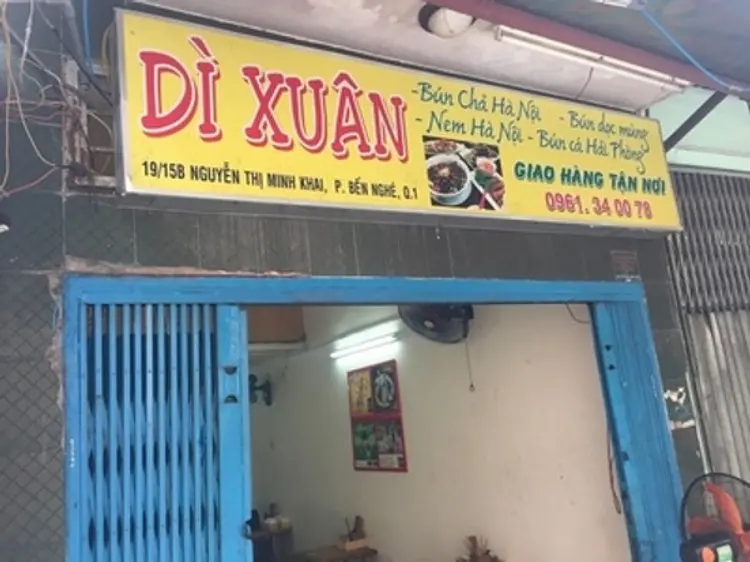 DÌ XUÂN
-Bún Chả Hà Nội - Bún dọc mùng
- Nem Hà Nội - Bún cá Hải Phòng
GIAO HÀNG TẬN NƠI
0961. 34 00 78
19/15B NGUYỄN THỊ MINH KHAI, P. BẾN NGHÉ, Q.1